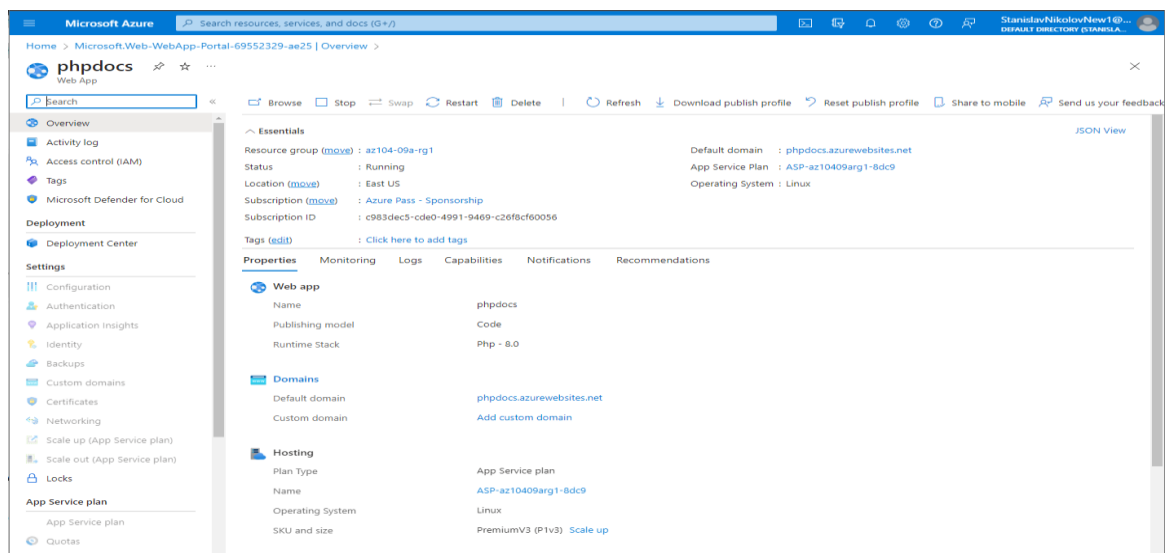 Microsoft Azure
Search resources, services, and docs (G+/)
StanislavNikolovNew1@...
DEFAULT DIRECTORY (STANISLA...
Home > Microsoft.Web-WebApp-Portal-69552329-ae25 | Overview >
phpdocs
Web App
Search
Browse Stop Swap Restart Delete Refresh Download publish profile Reset publish profile Share to mobile Send us your feedback
Overview
Activity log
Access control (IAM)
Tags
Microsoft Defender for Cloud
Deployment
Deployment Center
Settings
Configuration
Authentication
Application Insights
Identity
Backups
Custom domains
Certificates
Networking
Scale up (App Service plan)
Scale out (App Service plan)
Locks
App Service plan
App Service plan
Quotas
Essentials
JSON View
Resource group (move) : az104-09a-rg1
Status : Running
Location (move) : East US
Subscription (move) : Azure Pass - Sponsorship
Subscription ID : c983dec5-cde0-4991-9469-c26f8cf60056
Default domain : phpdocs.azurewebsites.net
App Service Plan : ASP-az10409arg1-8dc9
Operating System : Linux
Tags (edit) : Click here to add tags
Properties Monitoring Logs Capabilities Notifications Recommendations
Web app
Name phpdocs
Publishing model Code
Runtime Stack Php - 8.0
Domains
Default domain phpdocs.azurewebsites.net
Custom domain Add custom domain
Hosting
Plan Type App Service plan
Name ASP-az10409arg1-8dc9
Operating System Linux
SKU and size PremiumV3 (P1v3) Scale up